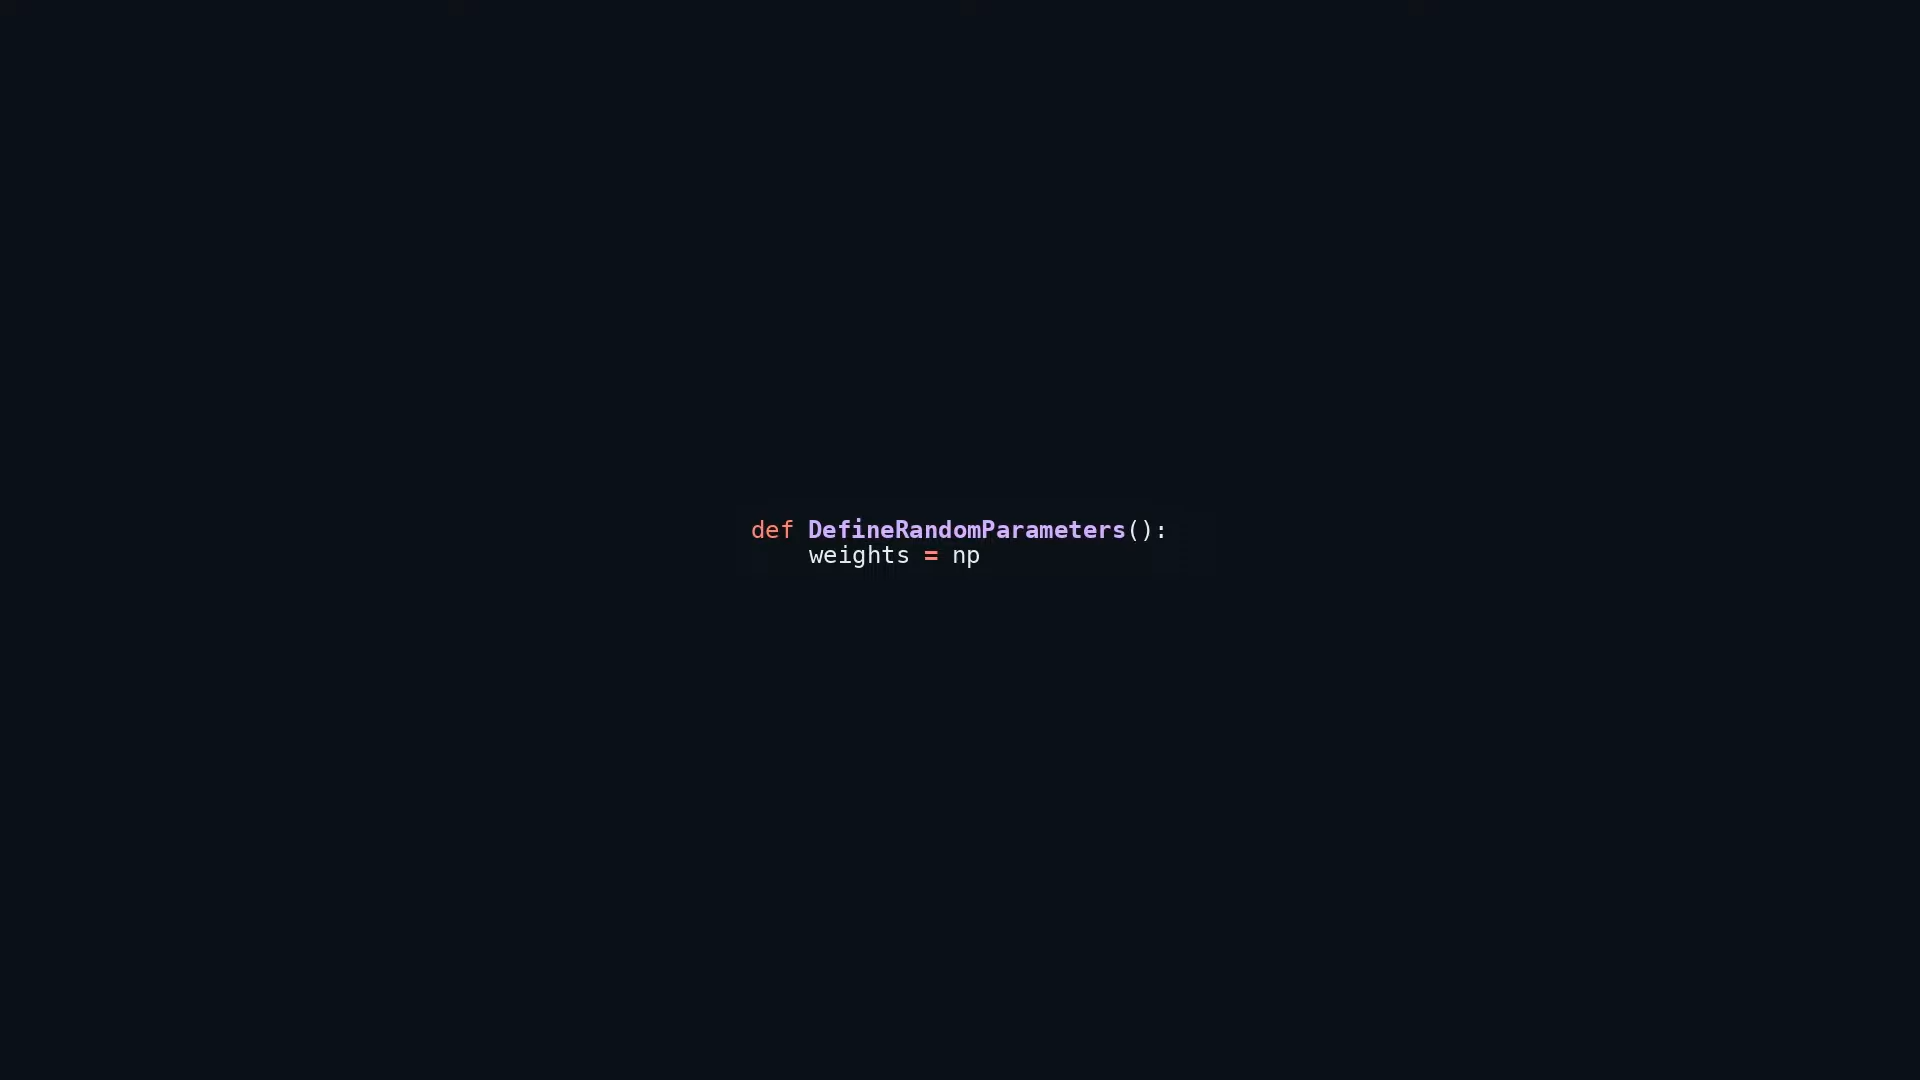 def DefineRandomParameters():
    weights = np